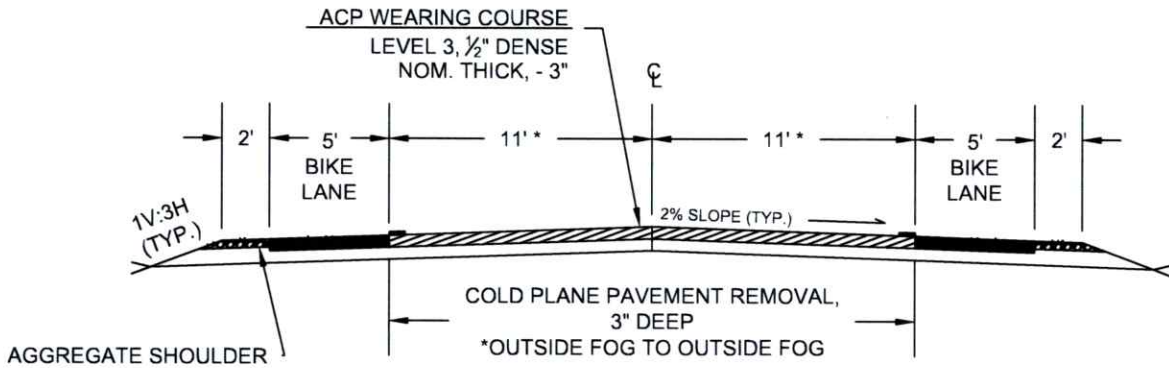 ACP WEARING COURSE
LEVEL 3, ½" DENSE
NOM. THICK, - 3"
℄
2'
5'
BIKE
LANE
11' *
11' *
5'
BIKE
LANE
2'
1V:3H
(TYP.)
2% SLOPE (TYP.)
COLD PLANE PAVEMENT REMOVAL,
3" DEEP
*OUTSIDE FOG TO OUTSIDE FOG
AGGREGATE SHOULDER